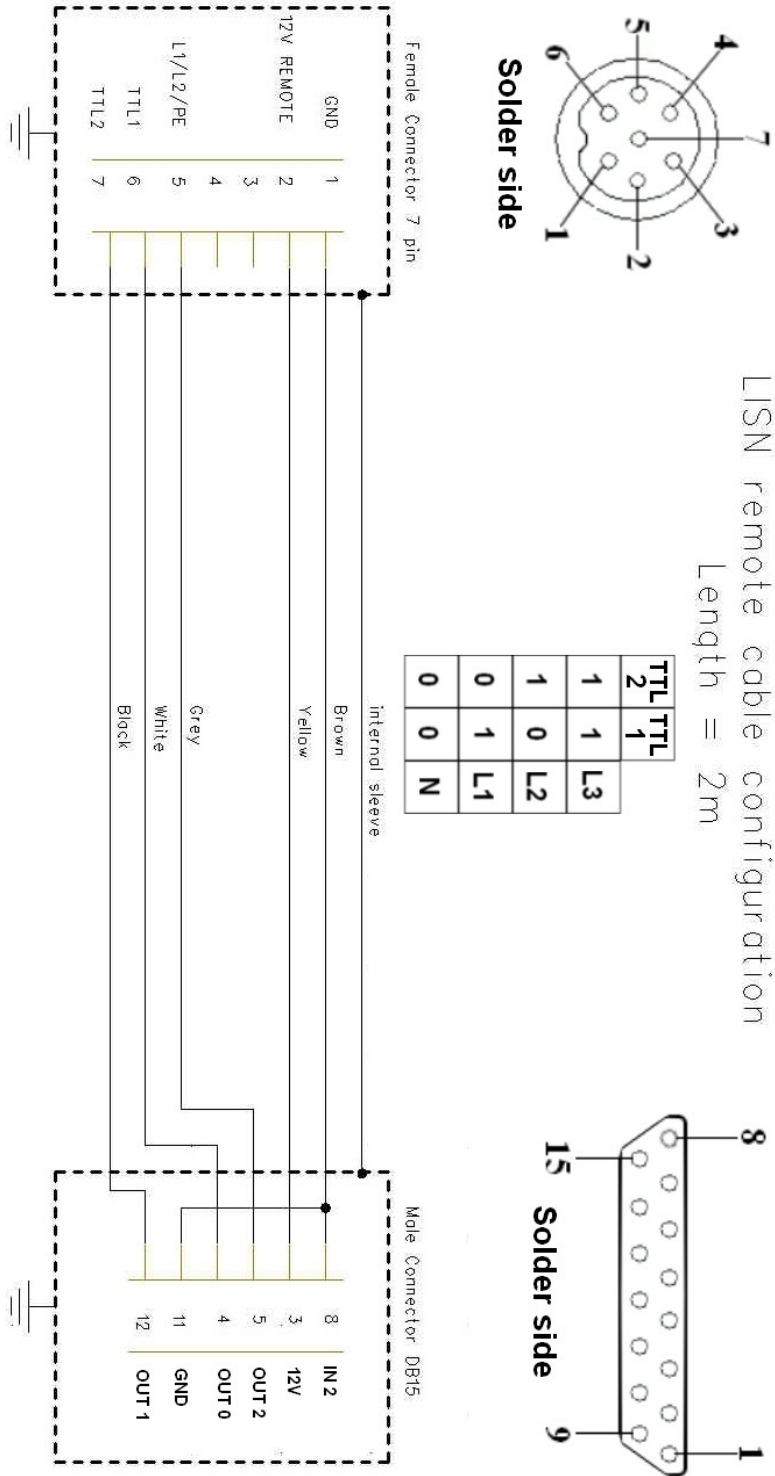 LISN remote cable configuration
Length = 2m
4
5
6
7
3
2
1
Solder side
TTL 2 TTL 1
1 1 L3
1 0 L2
0 1 L1
0 0 N
8
15
1
9
Solder side
Female Connector 7 pin
GND 1
12V REMOTE 2
3
4
L1/L2/PE 5
TTL1 6
TTL2 7
internal sleeve
Brown
Yellow
Grey
White
Black
Male Connector DB15
8 IN 2
3 12V
5 OUT 2
4 OUT 0
11 GND
12 OUT 1